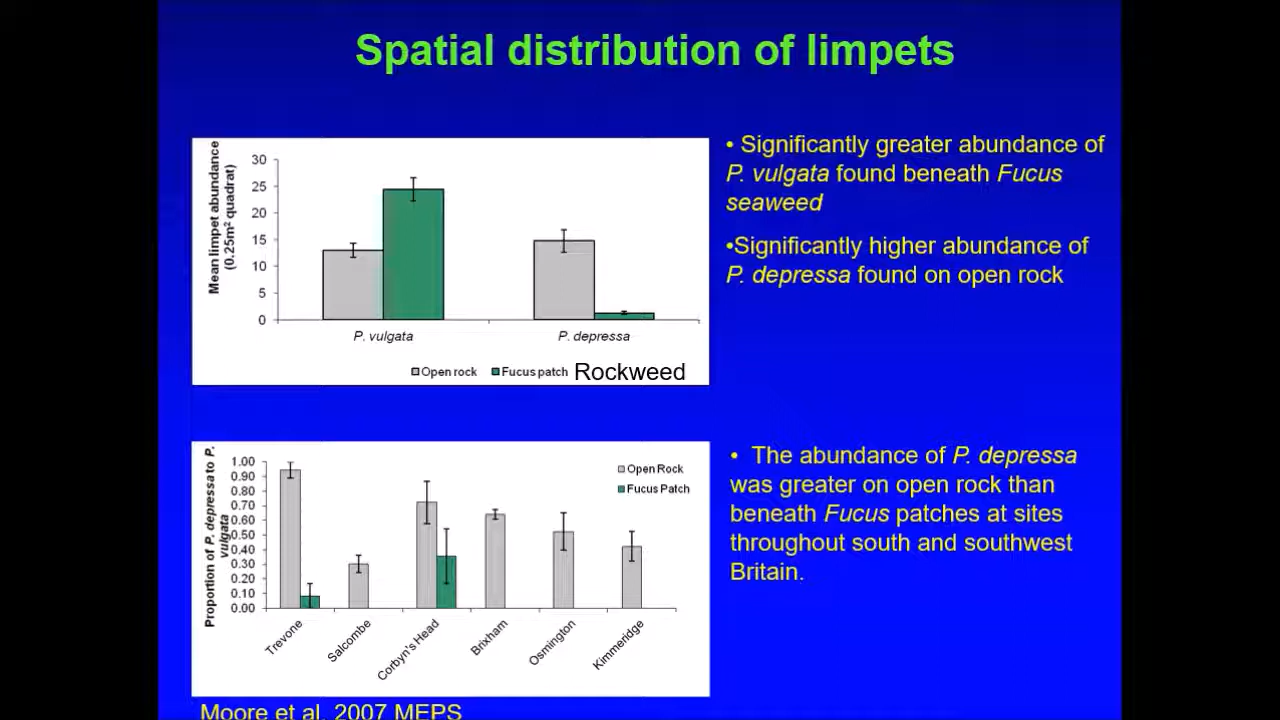 Spatial distribution of limpets
Mean limpet abundance
(0.25m² quadrat)
30
25
20
15
10
5
0
P. vulgata
P. depressa
Open rock
Fucus patch
Rockweed
• Significantly greater abundance of
P. vulgata found beneath Fucus
seaweed
•Significantly higher abundance of
P. depressa found on open rock
Proportion of P. depressa to P.
vulgata
1.00
0.90
0.80
0.70
0.60
0.50
0.40
0.30
0.20
0.10
0.00
Open Rock
Fucus Patch
Trevone
Salcombe
Corbyn's Head
Brixham
Osmington
Kimmeridge
• The abundance of P. depressa
was greater on open rock than
beneath Fucus patches at sites
throughout south and southwest
Britain.
Moore et al. 2007 MEPS